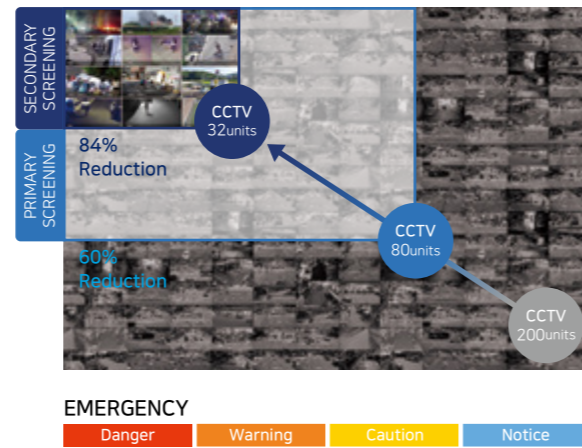 SECONDARY
SCREENING
CCTV
32units
84%
Reduction
PRIMARY
SCREENING
CCTV
80units
60%
Reduction
CCTV
200units
EMERGENCY
Danger
Warning
Caution
Notice